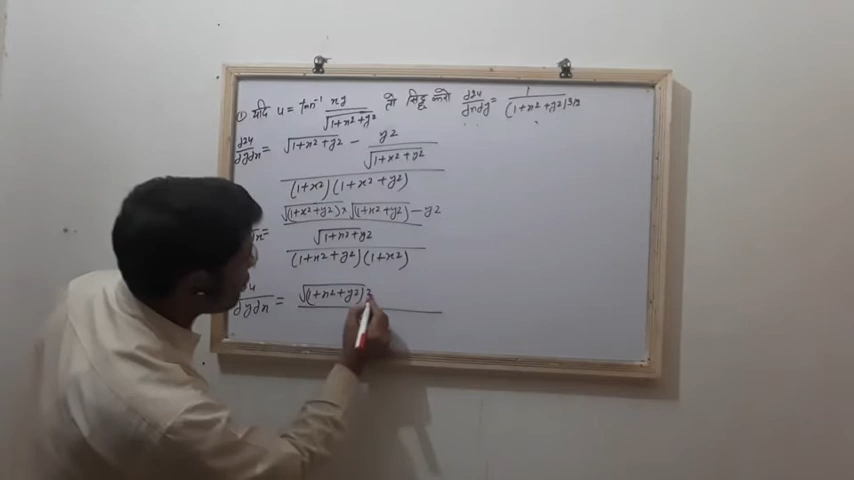 ① यदि u = tan⁻¹ xy/√1+x²+y² तो सिद्ध करो ∂2u/∂x∂y = 1/(1+x²+y²)3/2
∂2u/∂y∂x = √1+x²+y² − y2/√1+x²+y²
(1+x²)(1+x²+y²)
√(1+x²+y²) × √(1+x²+y²) − y2
√1+x²+y²
(1+x²+y²)(1+x²)
∂y∂x = √(1+x²+y²)2